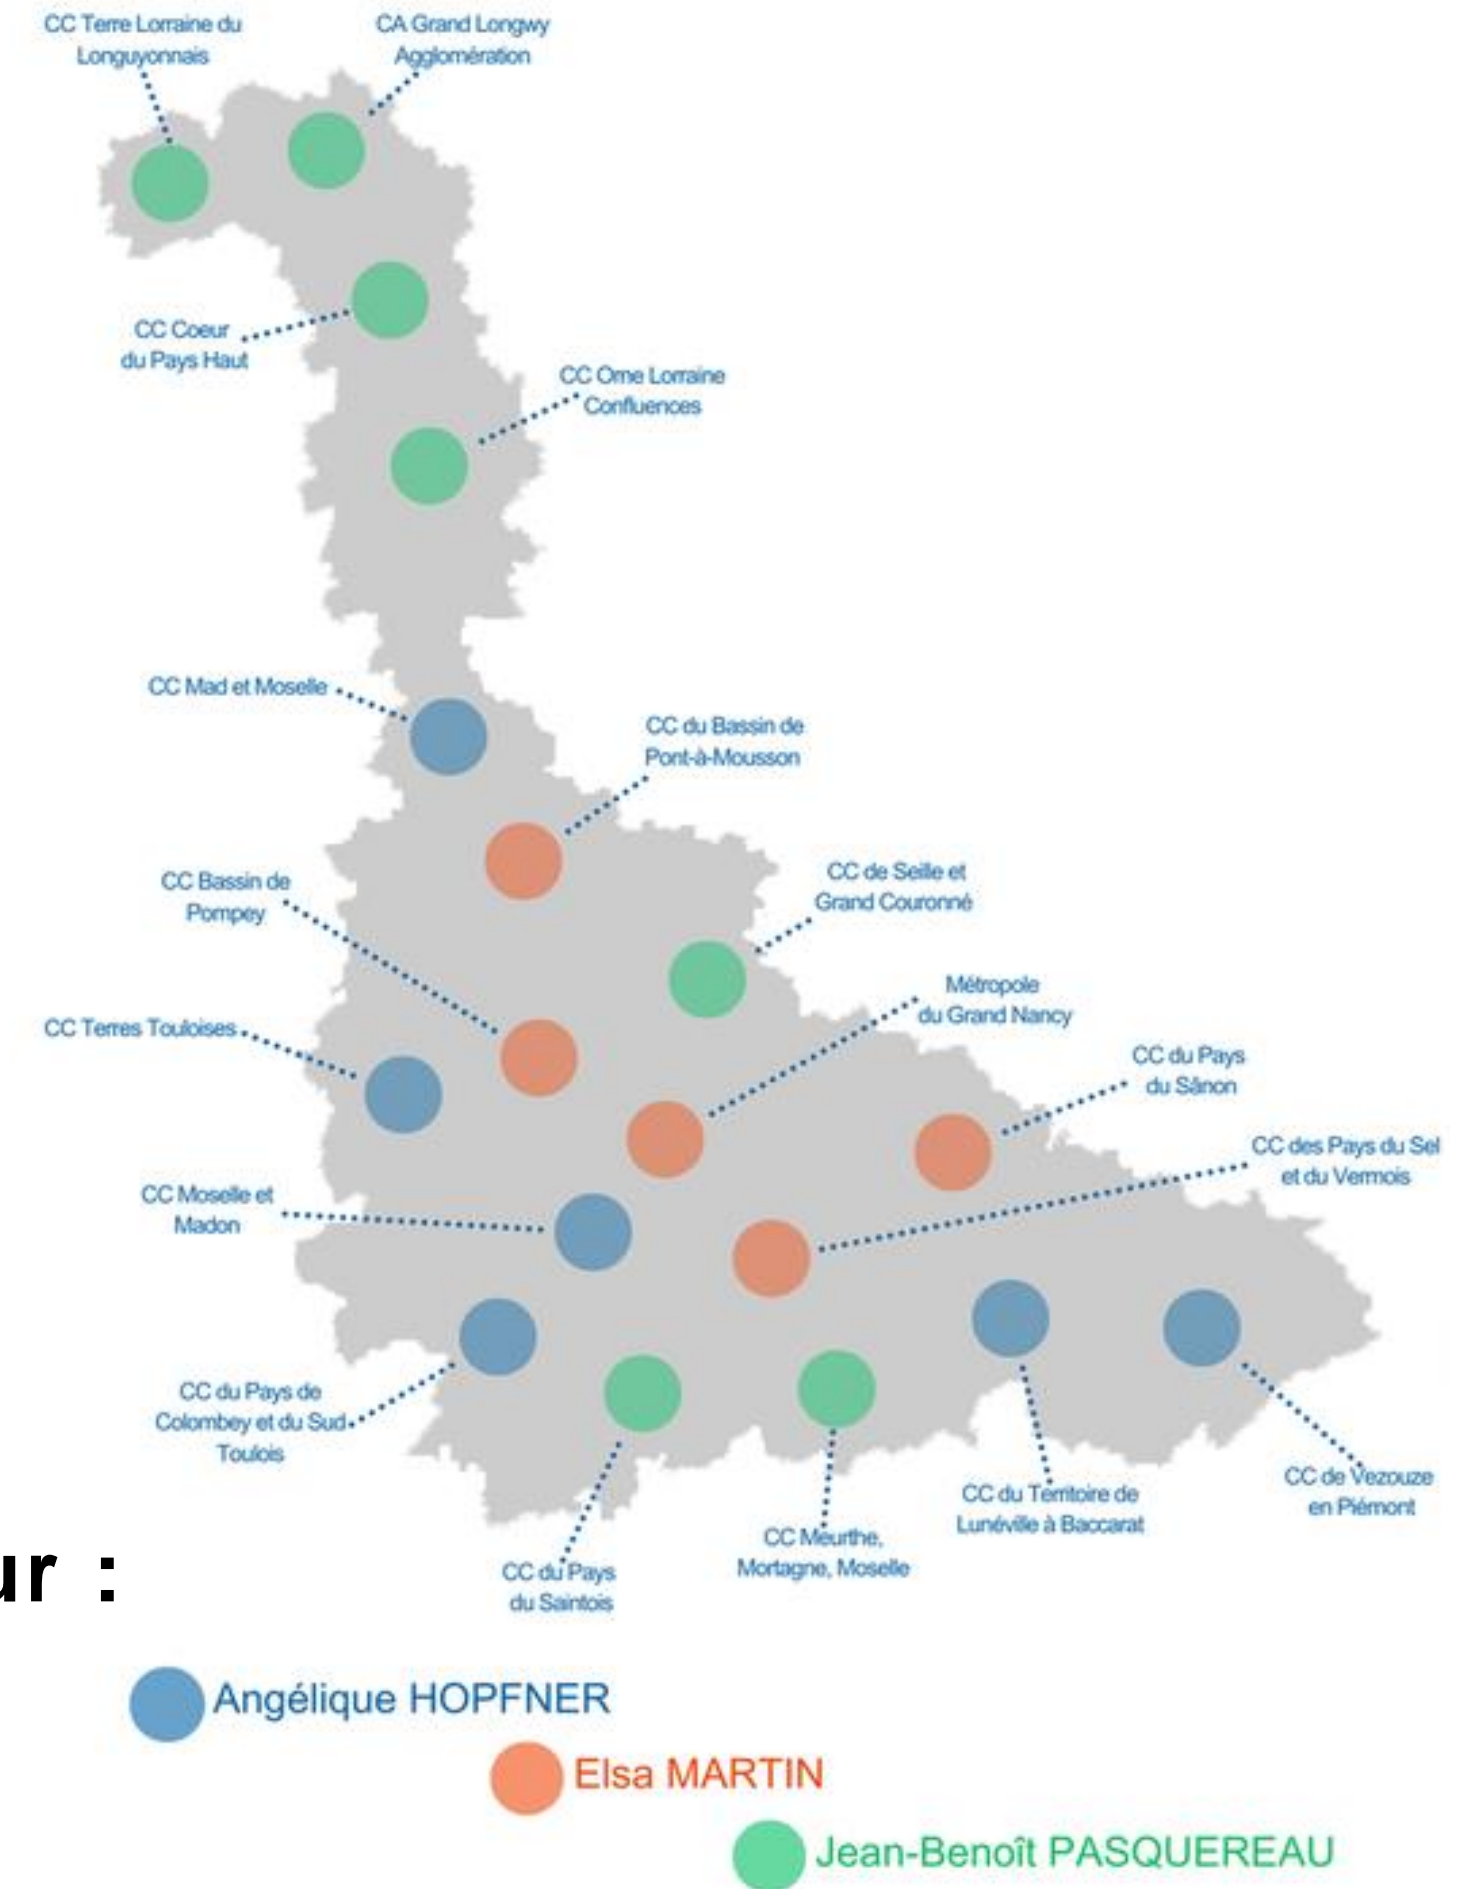 CC Terre Lorraine du
Longuyonnais
CA Grand Longwy
Agglomération
CC Coeur
du Pays Haut
CC Orne Lorraine
Confluences
CC Mad et Moselle
CC du Bassin de
Pont-à-Mousson
CC Bassin de
Pompey
CC de Seille et
Grand Couronné
Métropole
du Grand Nancy
CC Terres Touloises
CC du Pays
du Sânon
CC des Pays du Sel
et du Vermois
CC Moselle et
Madon
CC du Pays de
Colombey et du Sud
Toulois
CC de Vezouze
en Piémont
CC du Territoire de
Lunéville à Baccarat
CC Meurthe,
Mortagne, Moselle
CC du Pays
du Saintois
ur :
Angélique HOPFNER
Elsa MARTIN
Jean-Benoît PASQUEREAU